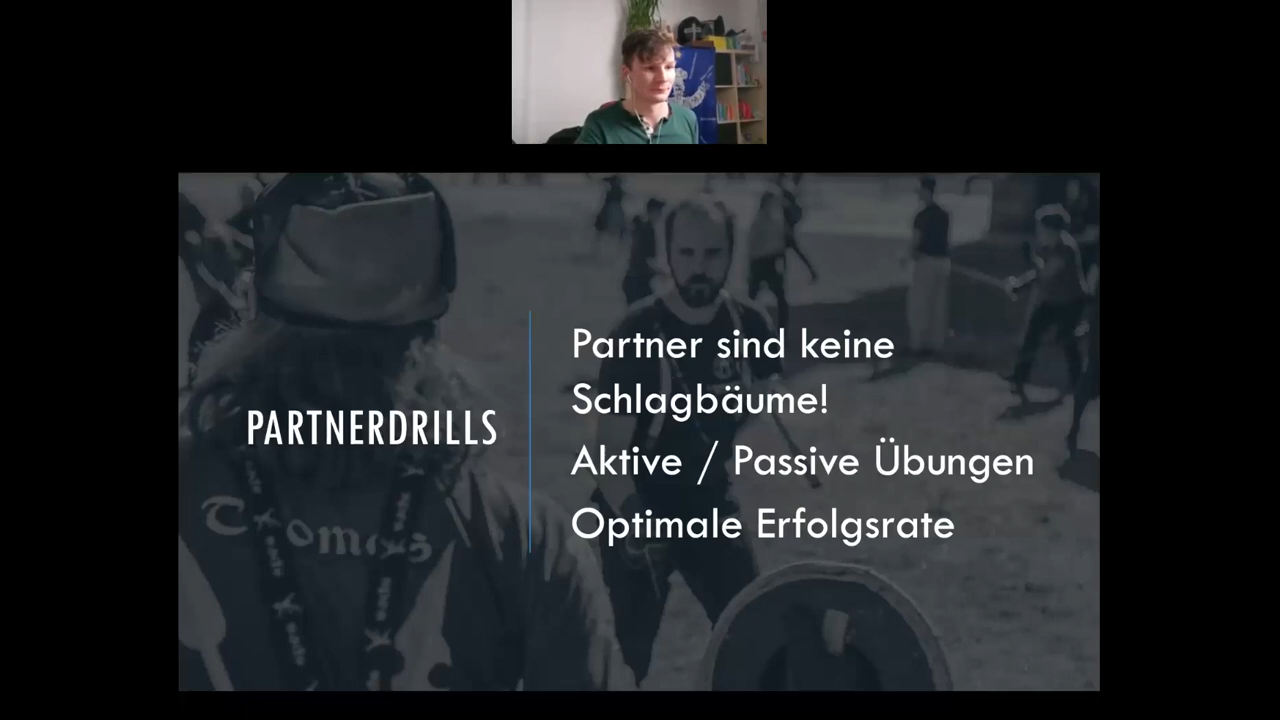 PARTNERDRILLS
Partner sind keine
Schlagbäume!
Aktive / Passive Übungen
Optimale Erfolgsrate